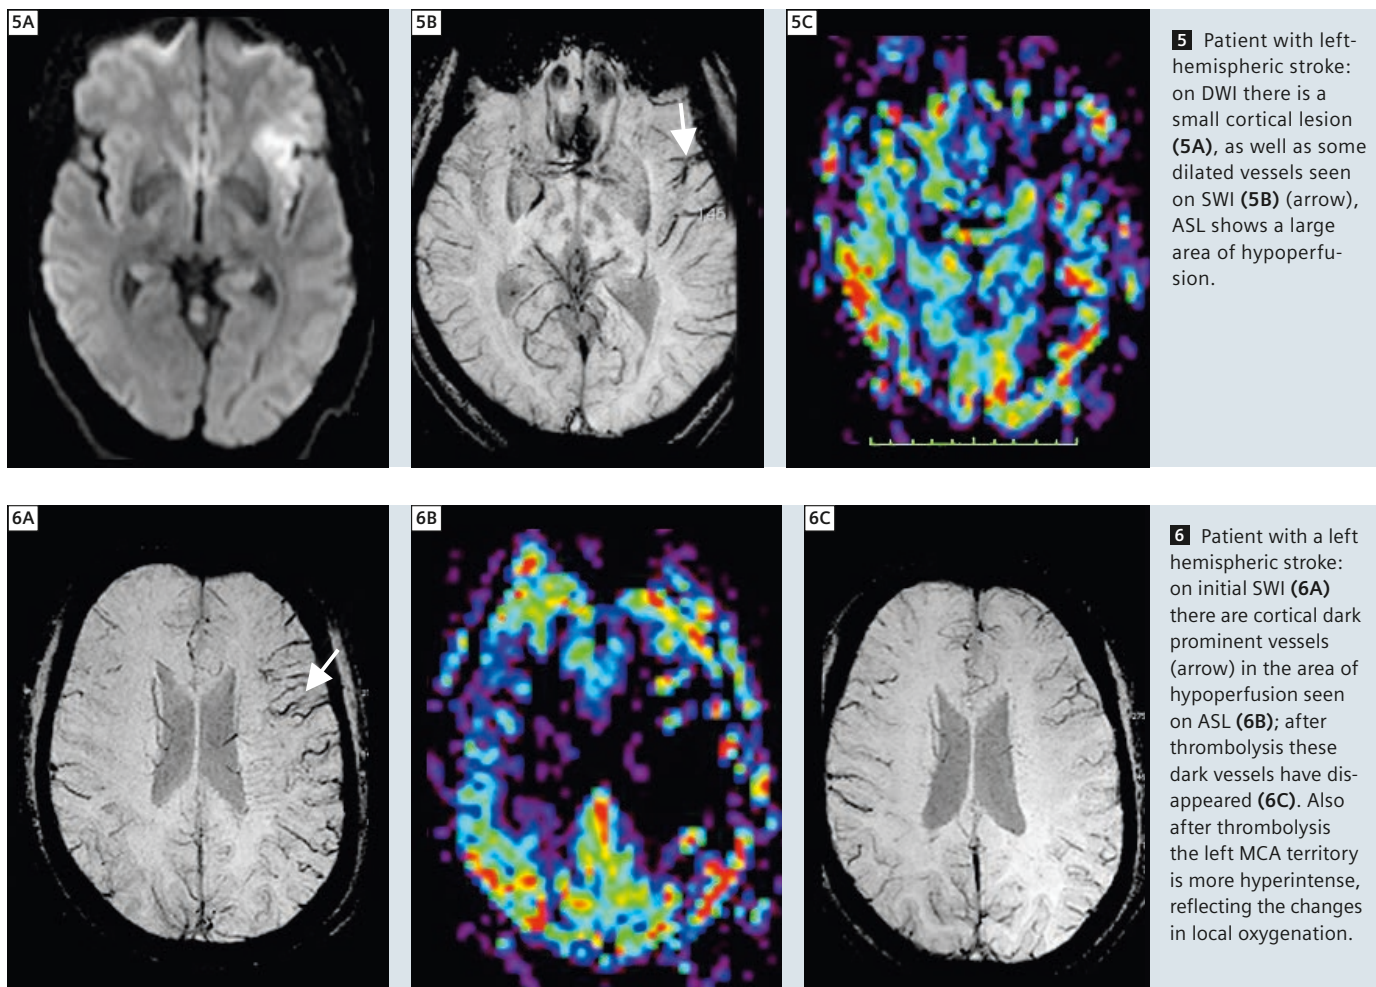 5A
5B
5C
5 Patient with left-
hemispheric stroke:
on DWI there is a
small cortical lesion
(5A), as well as some
dilated vessels seen
on SWI (5B) (arrow),
ASL shows a large
area of hypoperfu-
sion.
145
6A
6B
6C
6 Patient with a left
hemispheric stroke:
on initial SWI (6A)
there are cortical dark
prominent vessels
(arrow) in the area of
hypoperfusion seen
on ASL (6B); after
thrombolysis these
dark vessels have dis-
appeared (6C). Also
after thrombolysis
the left MCA territory
is more hyperintense,
reflecting the changes
in local oxygenation.